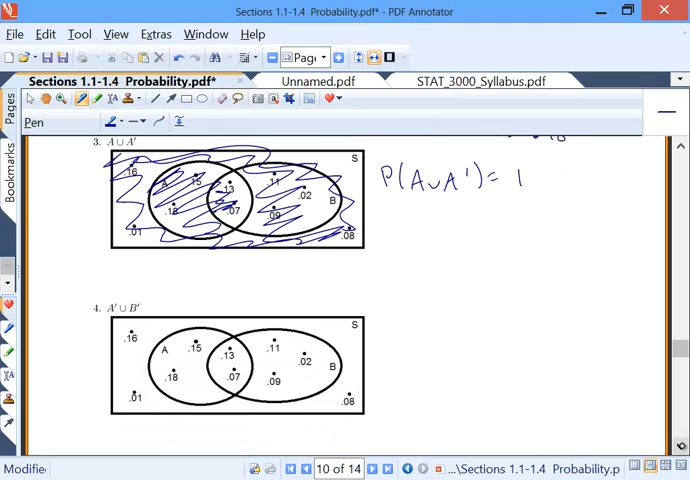 Sections 1.1-1.4 Probability.pdf* - PDF Annotator
File Edit Tool View Document Extras Window Help
Page
Sections 1.1-1.4 Probability.pdf* Unnamed.pdf STAT_3000_Syllabus.pdf
Pages
Bookmarks
Pen
3. A ∪ A′
S
.16
A
.15
.13
.11
.02
.18
.07
.09
B
.01
.08
P(A∪A')= 1
4. A′ ∪ B′
S
.16
A
.15
.13
.11
.02
.18
.07
.09
B
.01
.08
Modifie
10 of 14
...\Sections 1.1-1.4 Probability.p